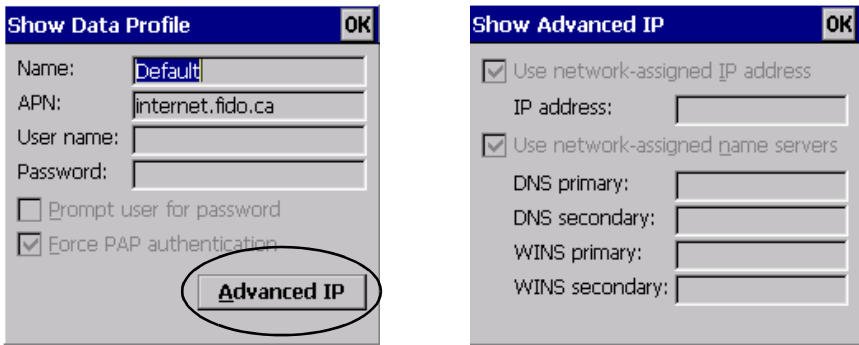 Show Data Profile OK
Name: Default
APN: internet.fido.ca
User name:
Password:
Prompt user for password
Force PAP authentication
Advanced IP
Show Advanced IP OK
Use network-assigned IP address
IP address:
Use network-assigned name servers
DNS primary:
DNS secondary:
WINS primary:
WINS secondary: